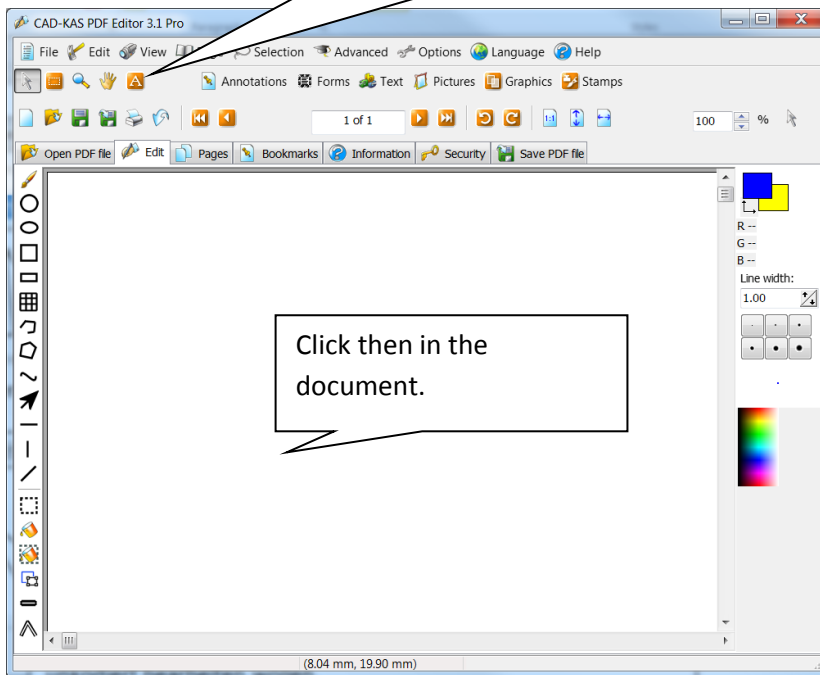 CAD-KAS PDF Editor 3.1 Pro
File Edit View Selection Advanced Options Language Help
A Annotations Forms Text Pictures Graphics Stamps
1 of 1 1:1 100 %
Open PDF file Edit Pages Bookmarks Information Security Save PDF file
R --
G --
B --
Line width:
1.00
Click then in the
document.
(8.04 mm, 19.90 mm)